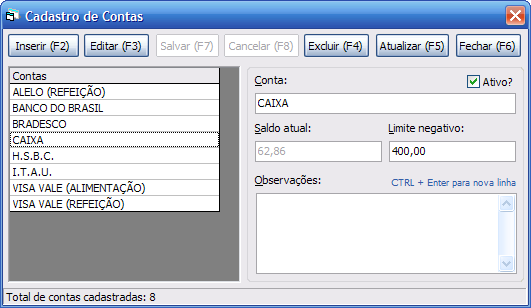 Cadastro de Contas
Inserir (F2) Editar (F3) Salvar (F7) Cancelar (F8) Excluir (F4) Atualizar (F5) Fechar (F6)
Contas
ALELO (REFEIÇÃO)
BANCO DO BRASIL
BRADESCO
CAIXA
H.S.B.C.
I.T.A.U.
VISA VALE (ALIMENTAÇÃO)
VISA VALE (REFEIÇÃO)
Conta: Ativo?
CAIXA
Saldo atual: Limite negativo:
62,86 400,00
Observações: CTRL + Enter para nova linha
Total de contas cadastradas: 8